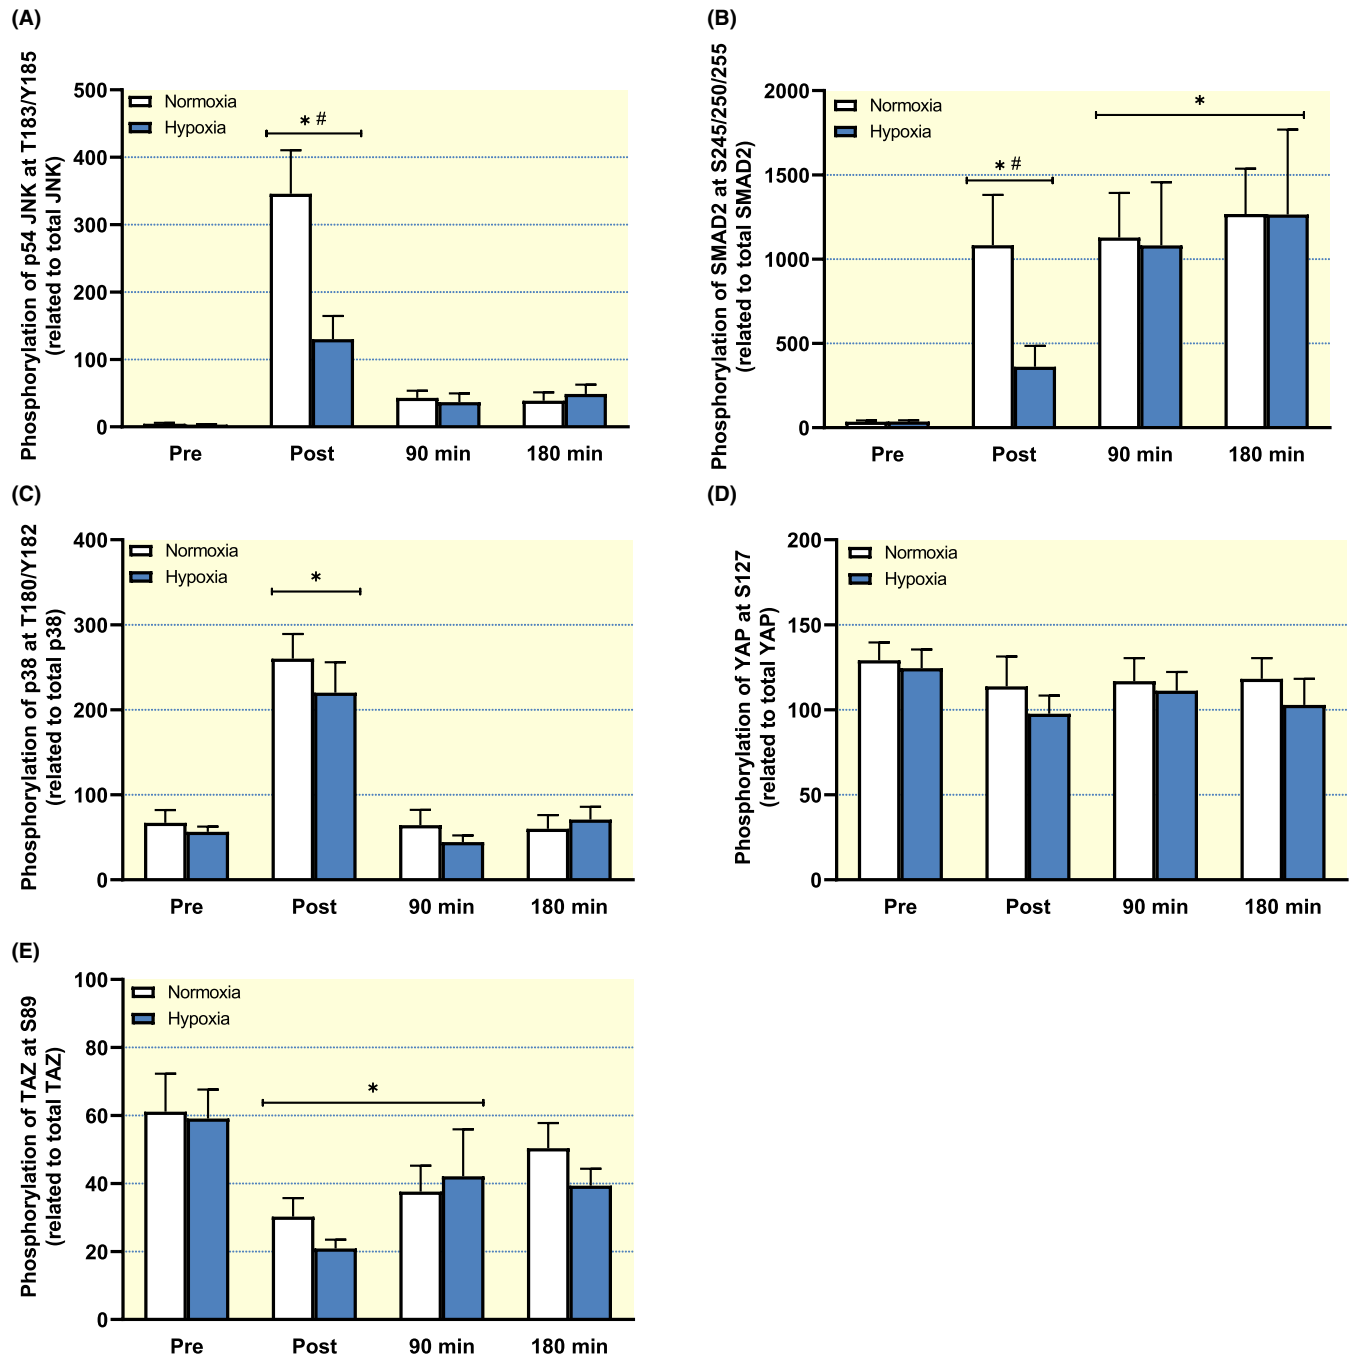 (A)
Phosphorylation of p54 JNK at T183/Y185
(related to total JNK)
500
400
300
200
100
0
Normoxia
Hypoxia
* #
Pre Post 90 min 180 min
(B)
Phosphorylation of SMAD2 at S245/250/255
(related to total SMAD2)
2000
1500
1000
500
0
Normoxia
Hypoxia
* #
*
Pre Post 90 min 180 min
(C)
Phosphorylation of p38 at T180/Y182
(related to total p38)
400
300
200
100
0
Normoxia
Hypoxia
*
Pre Post 90 min 180 min
(D)
Phosphorylation of YAP at S127
(related to total YAP)
200
150
100
50
0
Normoxia
Hypoxia
Pre Post 90 min 180 min
(E)
Phosphorylation of TAZ at S89
(related to total TAZ)
100
80
60
40
20
0
Normoxia
Hypoxia
*
Pre Post 90 min 180 min